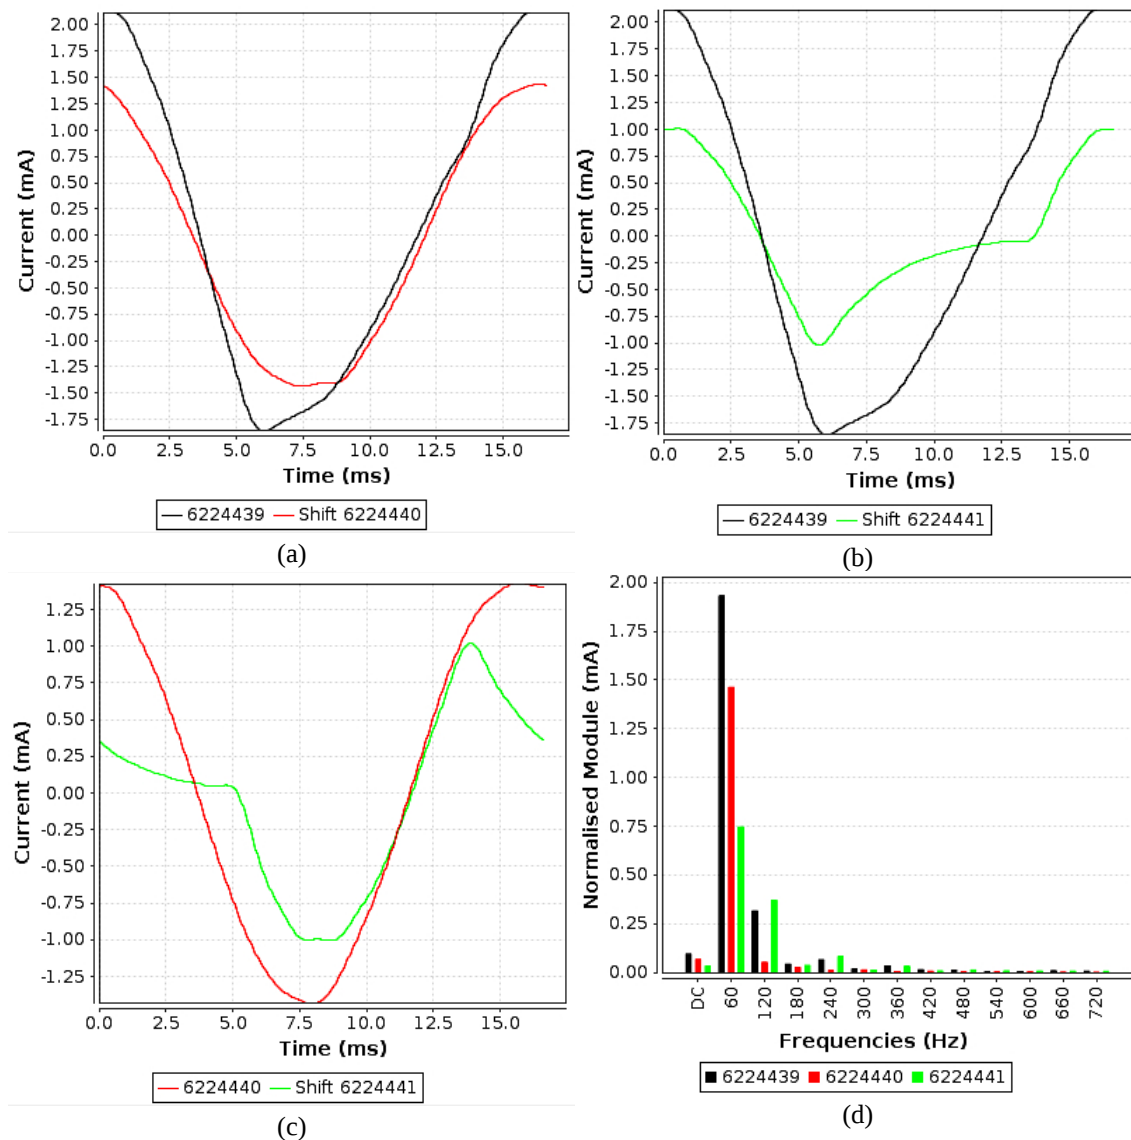 2.00
1.75
1.50
1.25
1.00
0.75
0.50
0.25
0.00
-0.25
-0.50
-0.75
-1.00
-1.25
-1.50
-1.75
Current (mA)
0.0 2.5 5.0 7.5 10.0 12.5 15.0
Time (ms)
6224439 Shift 6224440
(a)
2.00
1.75
1.50
1.25
1.00
0.75
0.50
0.25
0.00
-0.25
-0.50
-0.75
-1.00
-1.25
-1.50
-1.75
Current (mA)
0.0 2.5 5.0 7.5 10.0 12.5 15.0
Time (ms)
6224439 Shift 6224441
(b)
1.25
1.00
0.75
0.50
0.25
0.00
-0.25
-0.50
-0.75
-1.00
-1.25
Current (mA)
0.0 2.5 5.0 7.5 10.0 12.5 15.0
Time (ms)
6224440 Shift 6224441
(c)
2.00
1.75
1.50
1.25
1.00
0.75
0.50
0.25
0.00
Normalised Module (mA)
DC 60 120 180 240 300 360 420 480 540 600 660 720
Frequencies (Hz)
6224439 6224440 6224441
(d)